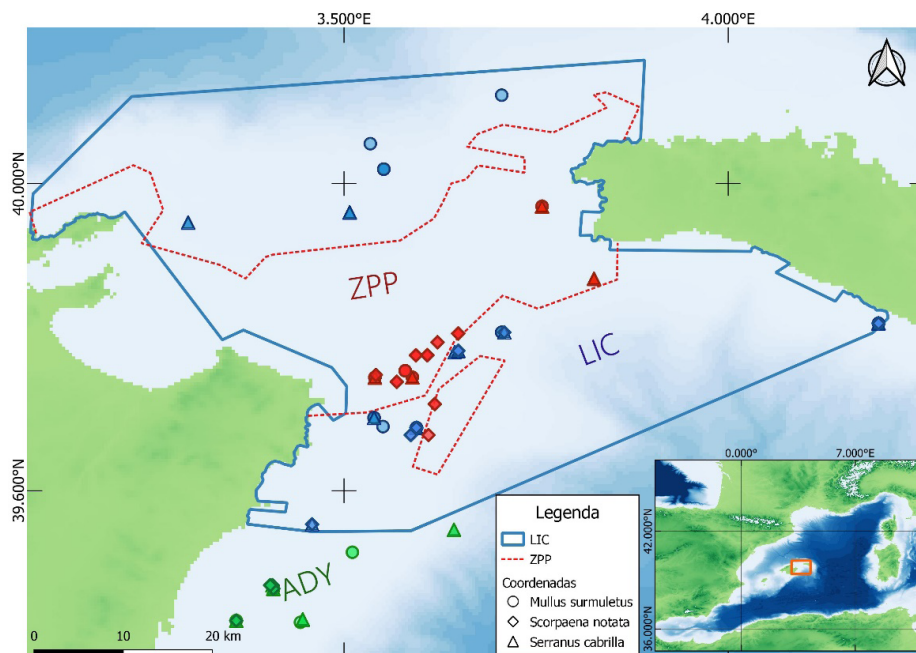 3.500°E
4.000°E
40.000°N
ZPP
LIC
39.600°N
ADY
0 10 20 km
Legenda
LIC
ZPP
Coordenadas
Mullus surmuletus
Scorpaena notata
Serranus cabrilla
0.000°E
7.000°E
42.000°N
36.000°N